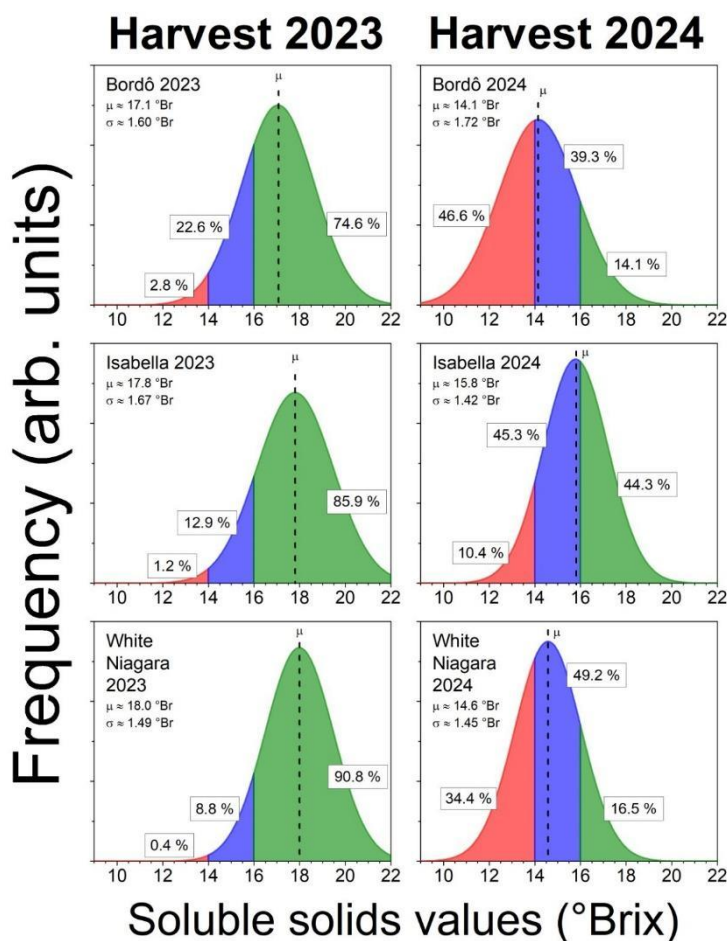 Harvest 2023
Harvest 2024
Frequency (arb. units)
Bordô 2023
μ ≈ 17.1 °Br
σ ≈ 1.60 °Br
μ
22.6 %
74.6 %
2.8 %
10 12 14 16 18 20 22
Bordô 2024
μ ≈ 14.1 °Br
σ ≈ 1.72 °Br
μ
39.3 %
46.6 %
14.1 %
10 12 14 16 18 20 22
Isabella 2023
μ ≈ 17.8 °Br
σ ≈ 1.67 °Br
μ
85.9 %
12.9 %
1.2 %
10 12 14 16 18 20 22
Isabella 2024
μ ≈ 15.8 °Br
σ ≈ 1.42 °Br
μ
45.3 %
44.3 %
10.4 %
10 12 14 16 18 20 22
White
Niagara
2023
μ ≈ 18.0 °Br
σ ≈ 1.49 °Br
μ
90.8 %
8.8 %
0.4 %
10 12 14 16 18 20 22
White
Niagara
2024
μ ≈ 14.6 °Br
σ ≈ 1.45 °Br
μ
49.2 %
34.4 %
16.5 %
10 12 14 16 18 20 22
Soluble solids values (°Brix)